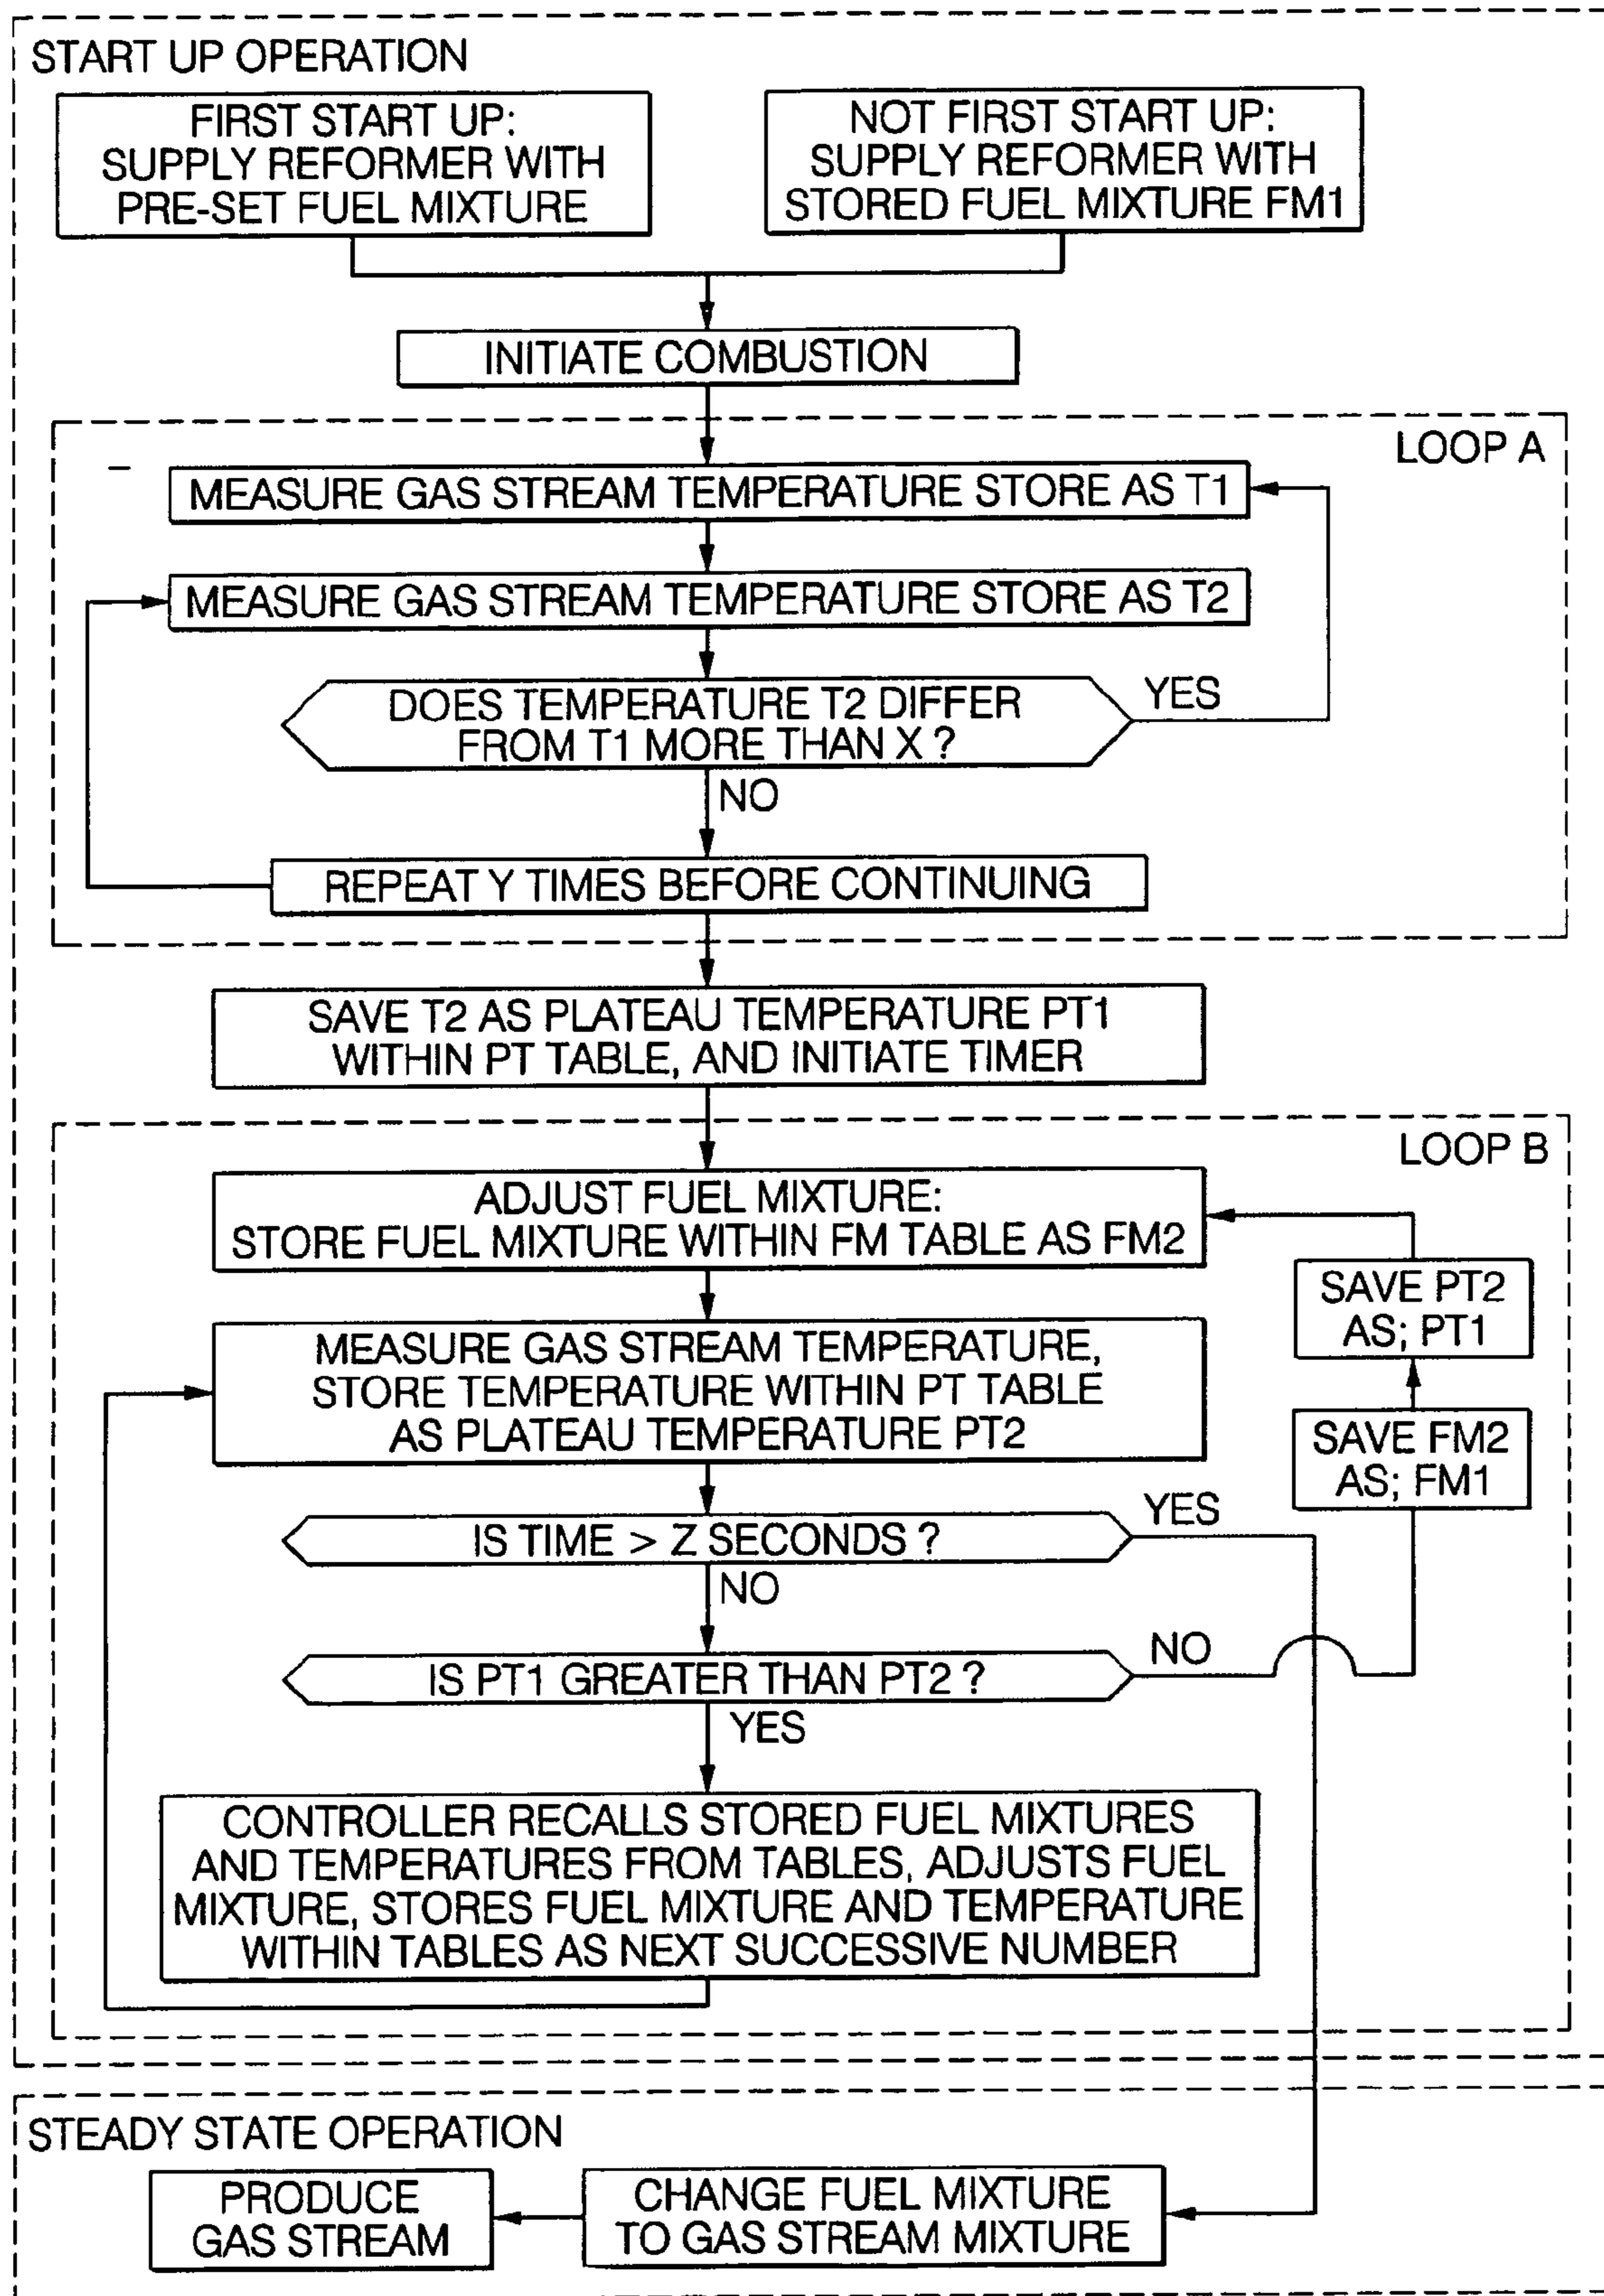 START UP OPERATION
FIRST START UP:
SUPPLY REFORMER WITH
PRE-SET FUEL MIXTURE
NOT FIRST START UP:
SUPPLY REFORMER WITH
STORED FUEL MIXTURE FM1
INITIATE COMBUSTION
LOOP A
MEASURE GAS STREAM TEMPERATURE STORE AS T1
MEASURE GAS STREAM TEMPERATURE STORE AS T2
DOES TEMPERATURE T2 DIFFER
FROM T1 MORE THAN X ?
YES
NO
REPEAT Y TIMES BEFORE CONTINUING
SAVE T2 AS PLATEAU TEMPERATURE PT1
WITHIN PT TABLE, AND INITIATE TIMER
LOOP B
ADJUST FUEL MIXTURE:
STORE FUEL MIXTURE WITHIN FM TABLE AS FM2
SAVE PT2
AS; PT1
MEASURE GAS STREAM TEMPERATURE,
STORE TEMPERATURE WITHIN PT TABLE
AS PLATEAU TEMPERATURE PT2
SAVE FM2
AS; FM1
IS TIME > Z SECONDS ?
YES
NO
IS PT1 GREATER THAN PT2 ?
NO
YES
CONTROLLER RECALLS STORED FUEL MIXTURES
AND TEMPERATURES FROM TABLES, ADJUSTS FUEL
MIXTURE, STORES FUEL MIXTURE AND TEMPERATURE
WITHIN TABLES AS NEXT SUCCESSIVE NUMBER
STEADY STATE OPERATION
PRODUCE
GAS STREAM
CHANGE FUEL MIXTURE
TO GAS STREAM MIXTURE